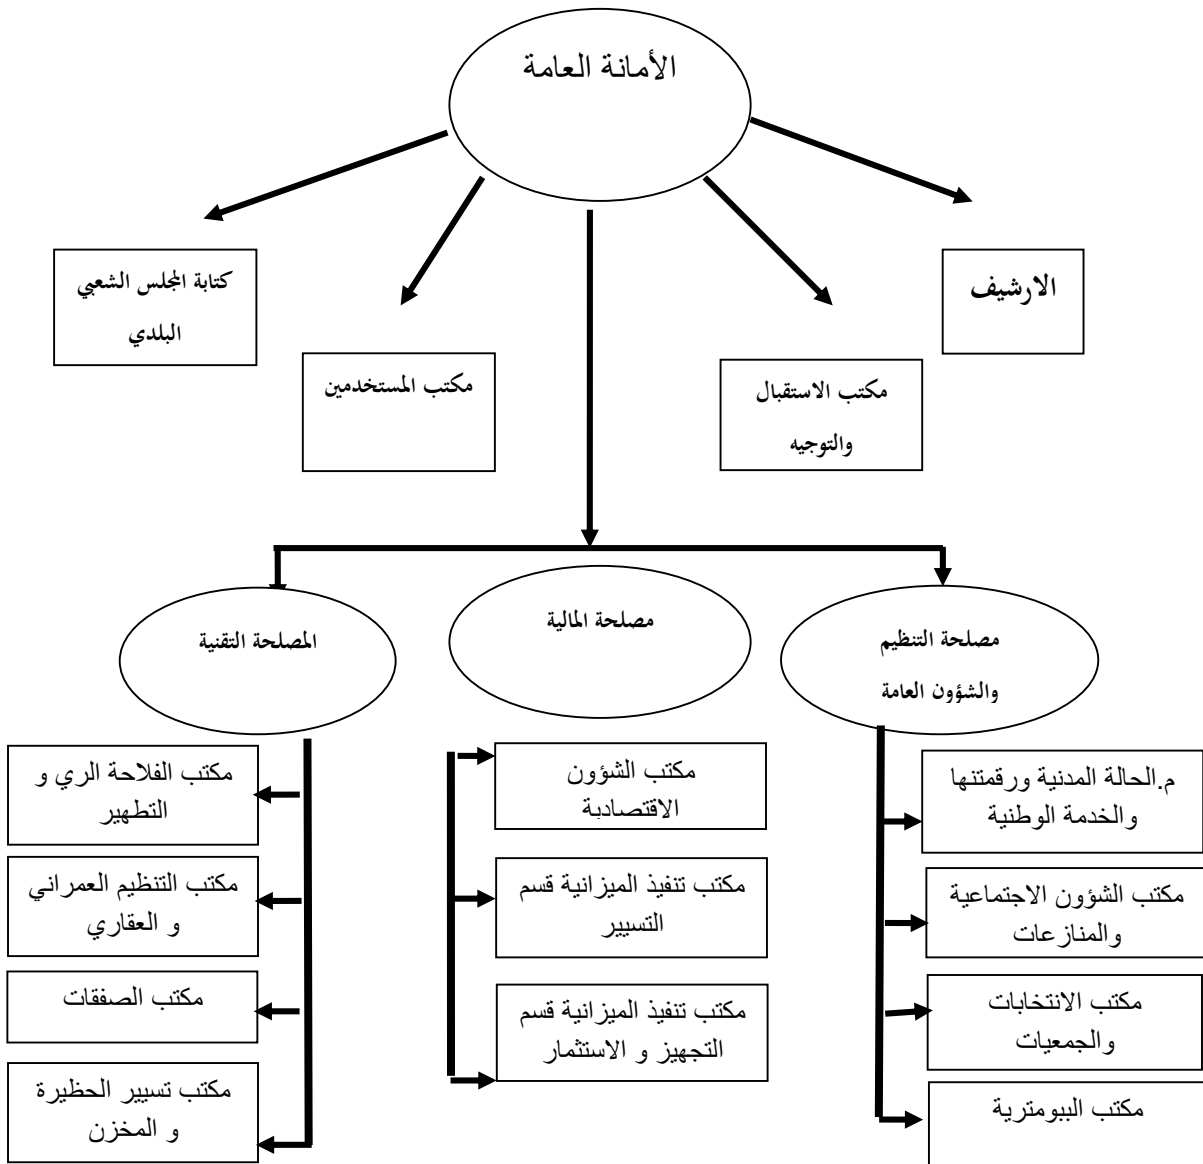 الأمانة العامة
الارشيف
مكتب الاستقبال
والتوجيه
مكتب المستخدمين
كتابة المجلس الشعبي
البلدي
مصلحة التنظيم
والشؤون العامة
مصلحة المالية
المصلحة التقنية
م.الحالة المدنية ورقمتنها
والخدمة الوطنية
مكتب الشؤون الاجتماعية
والمنازعات
مكتب الانتخابات
والجمعيات
مكتب الببومترية
مكتب الشؤون
الاقتصادبة
مكتب تنفيذ الميزانية قسم
التسيير
مكتب تنفيذ الميزانية قسم
التجهيز و الاستثمار
مكتب الفلاحة الري و
التطهير
مكتب التنظيم العمراني
و العقاري
مكتب الصفقات
مكتب تسيير الحظيرة
و المخزن